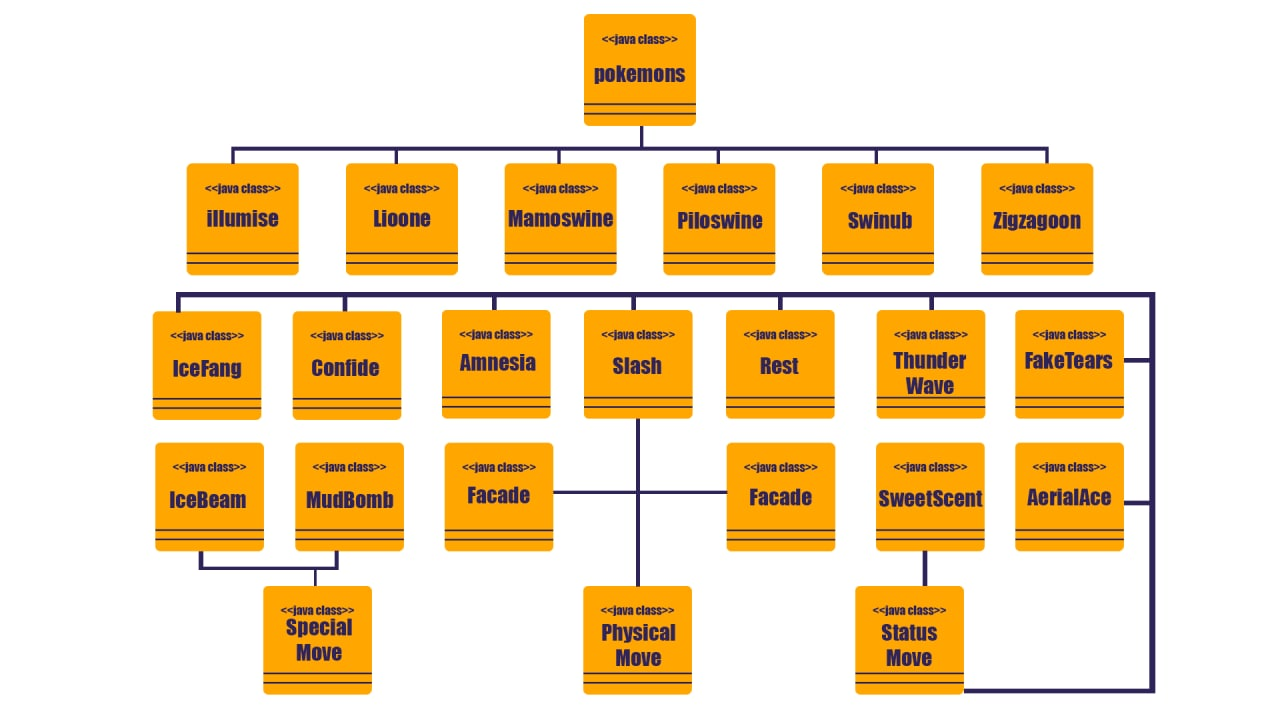 <<java class>>
pokemons
<<java class>>
illumise
<<java class>>
Lioone
<<java class>>
Mamoswine
<<java class>>
Piloswine
<<java class>>
Swinub
<<java class>>
Zigzagoon
<<java class>>
IceFang
<<java class>>
Confide
<<java class>>
Amnesia
<<java class>>
Slash
<<java class>>
Rest
<<java class>>
Thunder
Wave
<<java class>>
FakeTears
<<java class>>
IceBeam
<<java class>>
MudBomb
<<java class>>
Facade
<<java class>>
Facade
<<java class>>
SweetScent
<<java class>>
AerialAce
<<java class>>
Special
Move
<<java class>>
Physical
Move
<<java class>>
Status
Move